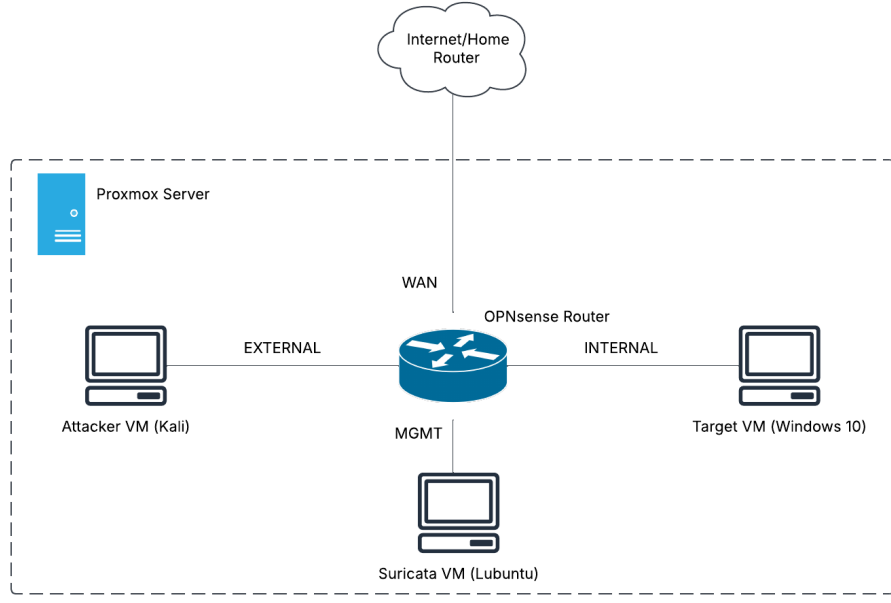 Internet/Home
Router
Proxmox Server
WAN
OPNsense Router
EXTERNAL
INTERNAL
Attacker VM (Kali)
MGMT
Target VM (Windows 10)
Suricata VM (Lubuntu)